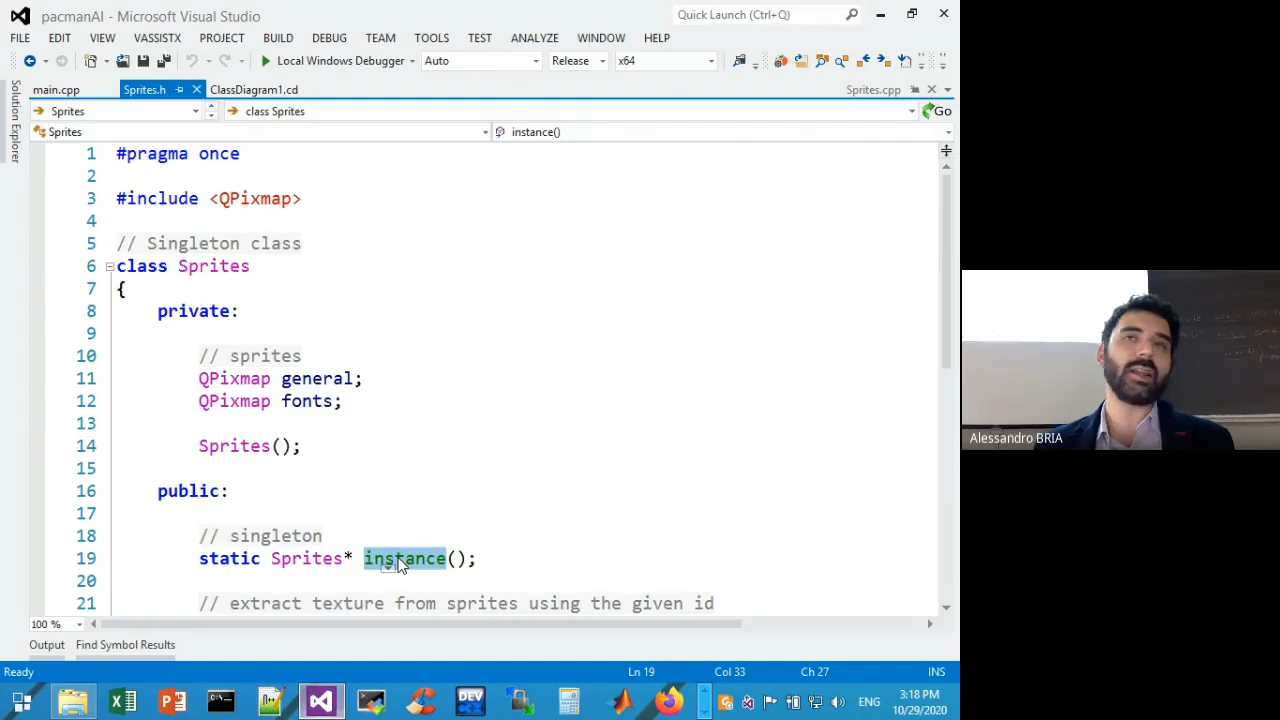 pacmanAI - Microsoft Visual Studio
Quick Launch (Ctrl+Q)
FILE EDIT VIEW VASSISTX PROJECT BUILD DEBUG TEAM TOOLS TEST ANALYZE WINDOW HELP
Local Windows Debugger Auto Release x64
main.cpp Sprites.h ClassDiagram1.cd Sprites.cpp
Sprites class Sprites Go
Sprites instance()
Solution Explorer
1 #pragma once
2
3 #include <QPixmap>
4
5 // Singleton class
6 class Sprites
7 {
8 private:
9
10 // sprites
11 QPixmap general;
12 QPixmap fonts;
13
14 Sprites();
15
16 public:
17
18 // singleton
19 static Sprites* instance();
20
21 // extract texture from sprites using the given id
100 %
Output Find Symbol Results
Ready Ln 19 Col 33 Ch 27 INS
DEV
ENG
3:18 PM
10/29/2020
Alessandro BRIA